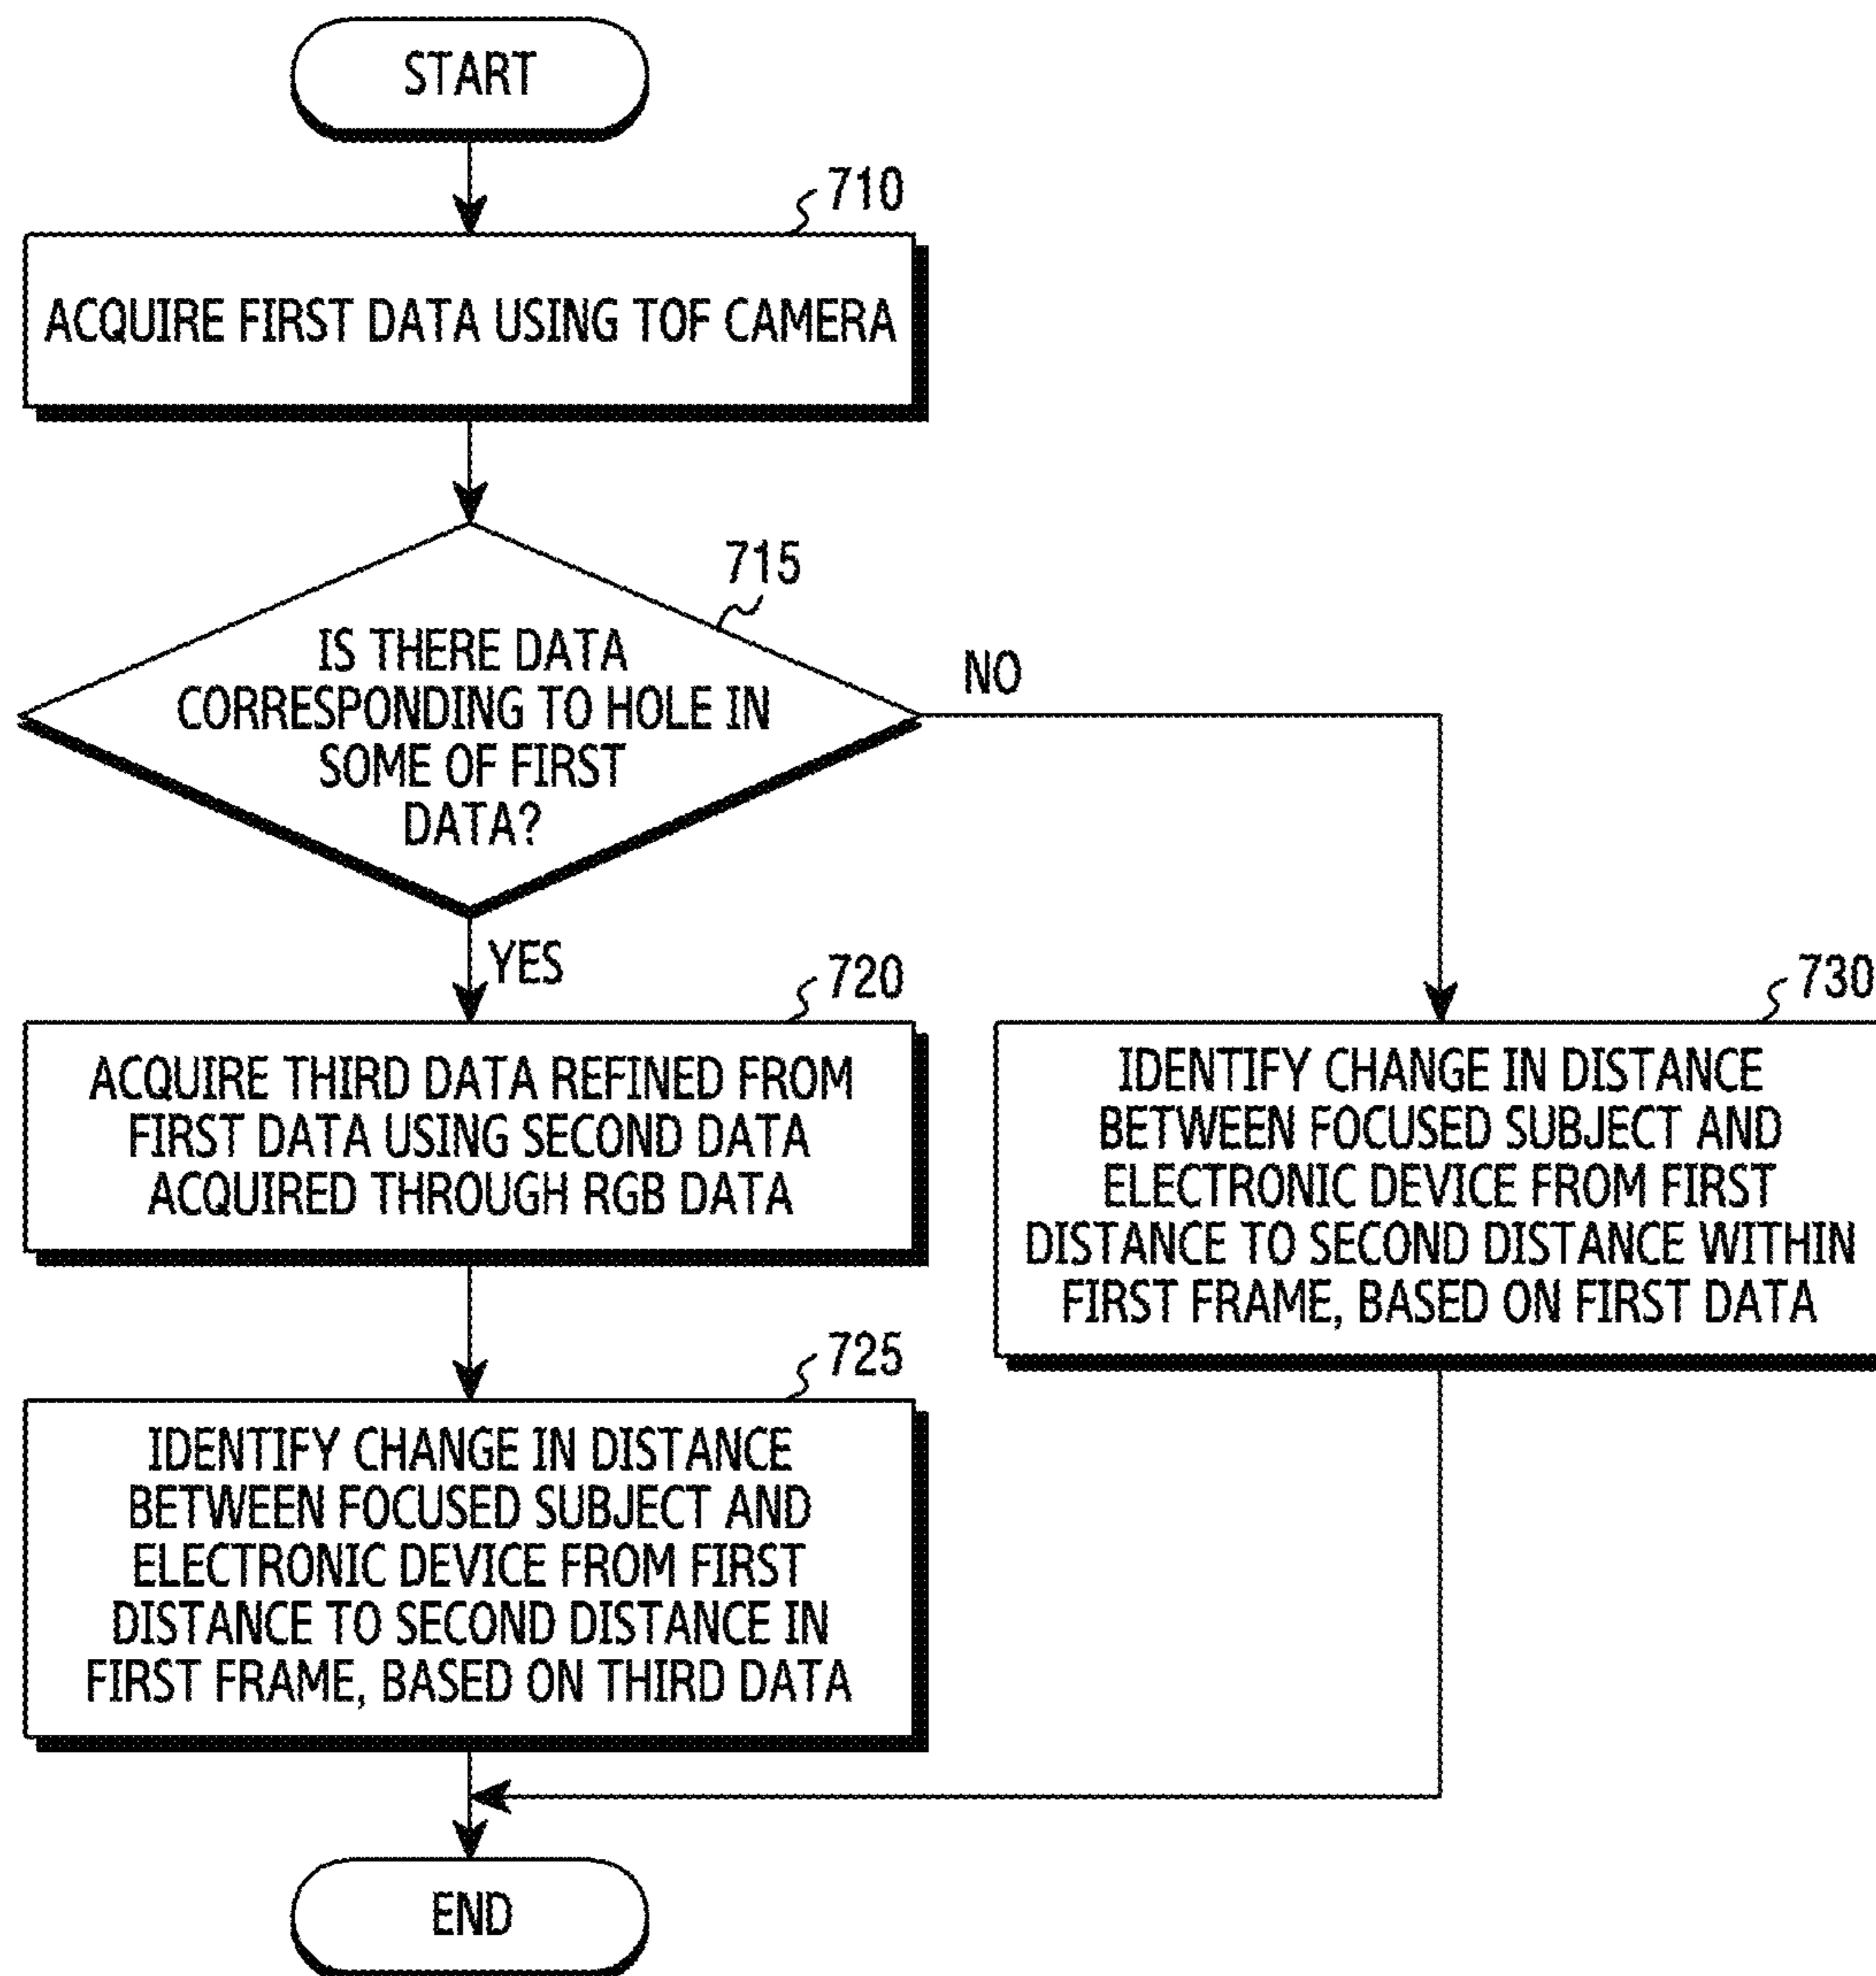 START
710
ACQUIRE FIRST DATA USING TOF CAMERA
715
IS THERE DATA
CORRESPONDING TO HOLE IN
SOME OF FIRST
DATA?
NO
YES
720
ACQUIRE THIRD DATA REFINED FROM
FIRST DATA USING SECOND DATA
ACQUIRED THROUGH RGB DATA
730
IDENTIFY CHANGE IN DISTANCE
BETWEEN FOCUSED SUBJECT AND
ELECTRONIC DEVICE FROM FIRST
DISTANCE TO SECOND DISTANCE WITHIN
FIRST FRAME, BASED ON FIRST DATA
725
IDENTIFY CHANGE IN DISTANCE
BETWEEN FOCUSED SUBJECT AND
ELECTRONIC DEVICE FROM FIRST
DISTANCE TO SECOND DISTANCE IN
FIRST FRAME, BASED ON THIRD DATA
END